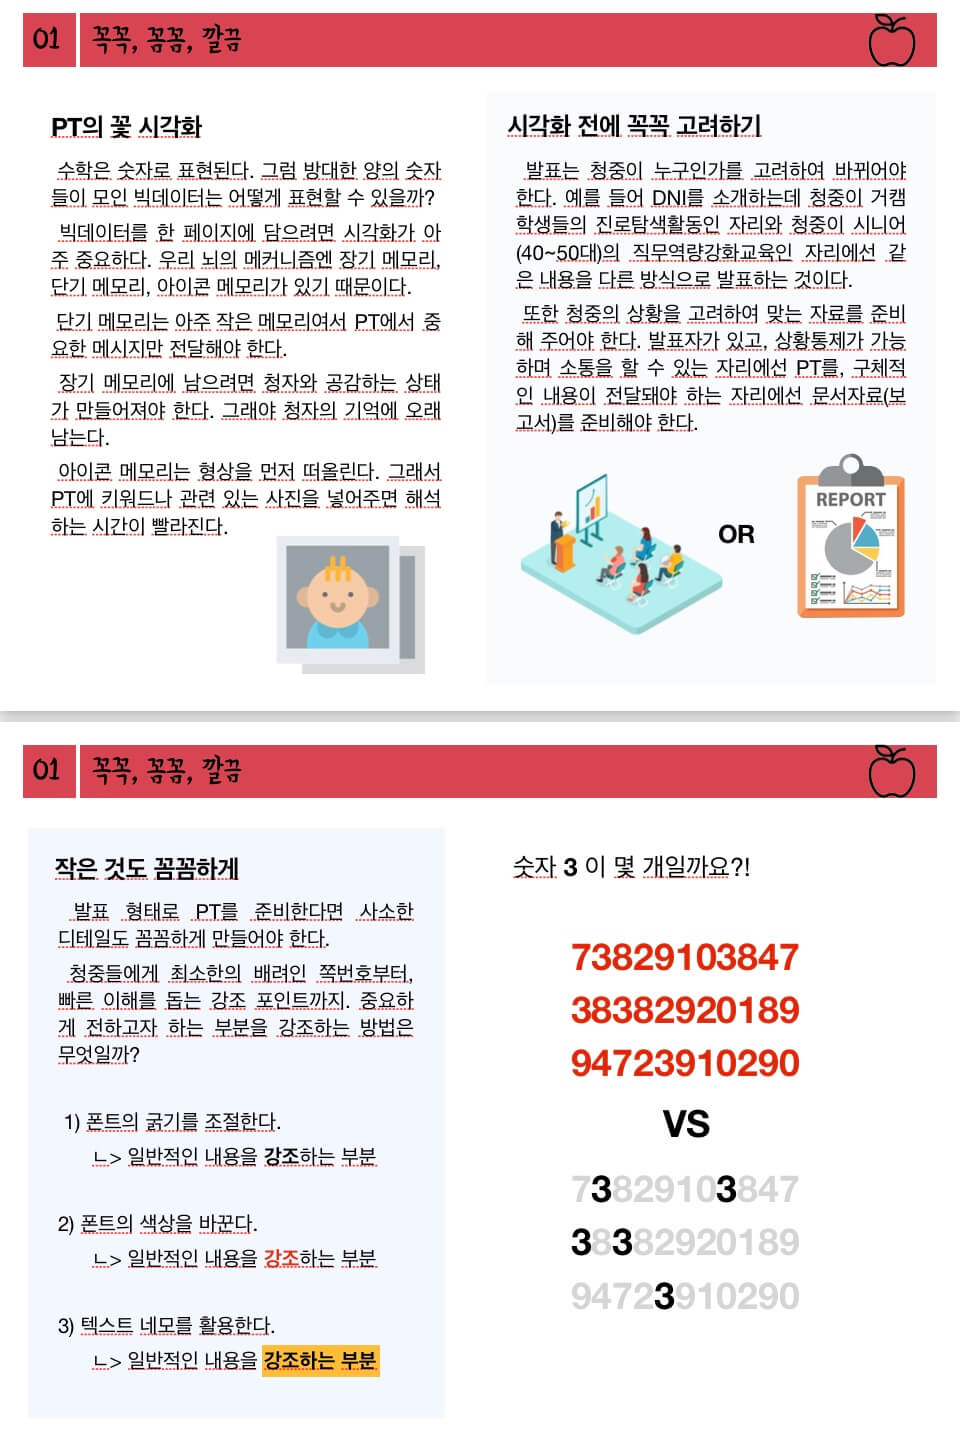 01 꼭꼭, 꼼꼼, 깔끔
PT의 꽃 시각화
수학은 숫자로 표현된다. 그럼 방대한 양의 숫자
들이 모인 빅데이터는 어떻게 표현할 수 있을까?
빅데이터를 한 페이지에 담으려면 시각화가 아
주 중요하다. 우리 뇌의 메커니즘엔 장기 메모리,
단기 메모리, 아이콘 메모리가 있기 때문이다.
단기 메모리는 아주 작은 메모리여서 PT에서 중
요한 메시지만 전달해야 한다.
장기 메모리에 남으려면 청자와 공감하는 상태
가 만들어져야 한다. 그래야 청자의 기억에 오래
남는다.
아이콘 메모리는 형상을 먼저 떠올린다. 그래서
PT에 키워드나 관련 있는 사진을 넣어주면 해석
하는 시간이 빨라진다.
시각화 전에 꼭꼭 고려하기
발표는 청중이 누구인가를 고려하여 바뀌어야
한다. 예를 들어 DNI를 소개하는데 청중이 거캠
학생들의 진로탐색활동인 자리와 청중이 시니어
(40~50대)의 직무역량강화교육인 자리에선 같
은 내용을 다른 방식으로 발표하는 것이다.
또한 청중의 상황을 고려하여 맞는 자료를 준비
해 주어야 한다. 발표자가 있고, 상황통제가 가능
하며 소통을 할 수 있는 자리에선 PT를, 구체적
인 내용이 전달돼야 하는 자리에선 문서자료(보
고서)를 준비해야 한다.
OR
REPORT
01 꼭꼭, 꼼꼼, 깔끔
작은 것도 꼼꼼하게
발표 형태로 PT를 준비한다면 사소한
디테일도 꼼꼼하게 만들어야 한다.
청중들에게 최소한의 배려인 쪽번호부터,
빠른 이해를 돕는 강조 포인트까지. 중요하
게 전하고자 하는 부분을 강조하는 방법은
무엇일까?
1) 폰트의 굵기를 조절한다.
ㄴ> 일반적인 내용을 강조하는 부분
2) 폰트의 색상을 바꾼다.
ㄴ> 일반적인 내용을 강조하는 부분
3) 텍스트 네모를 활용한다.
ㄴ> 일반적인 내용을 강조하는 부분
숫자 3 이 몇 개일까요?!
73829103847
38382920189
94723910290
VS
73829103847
38382920189
94723910290